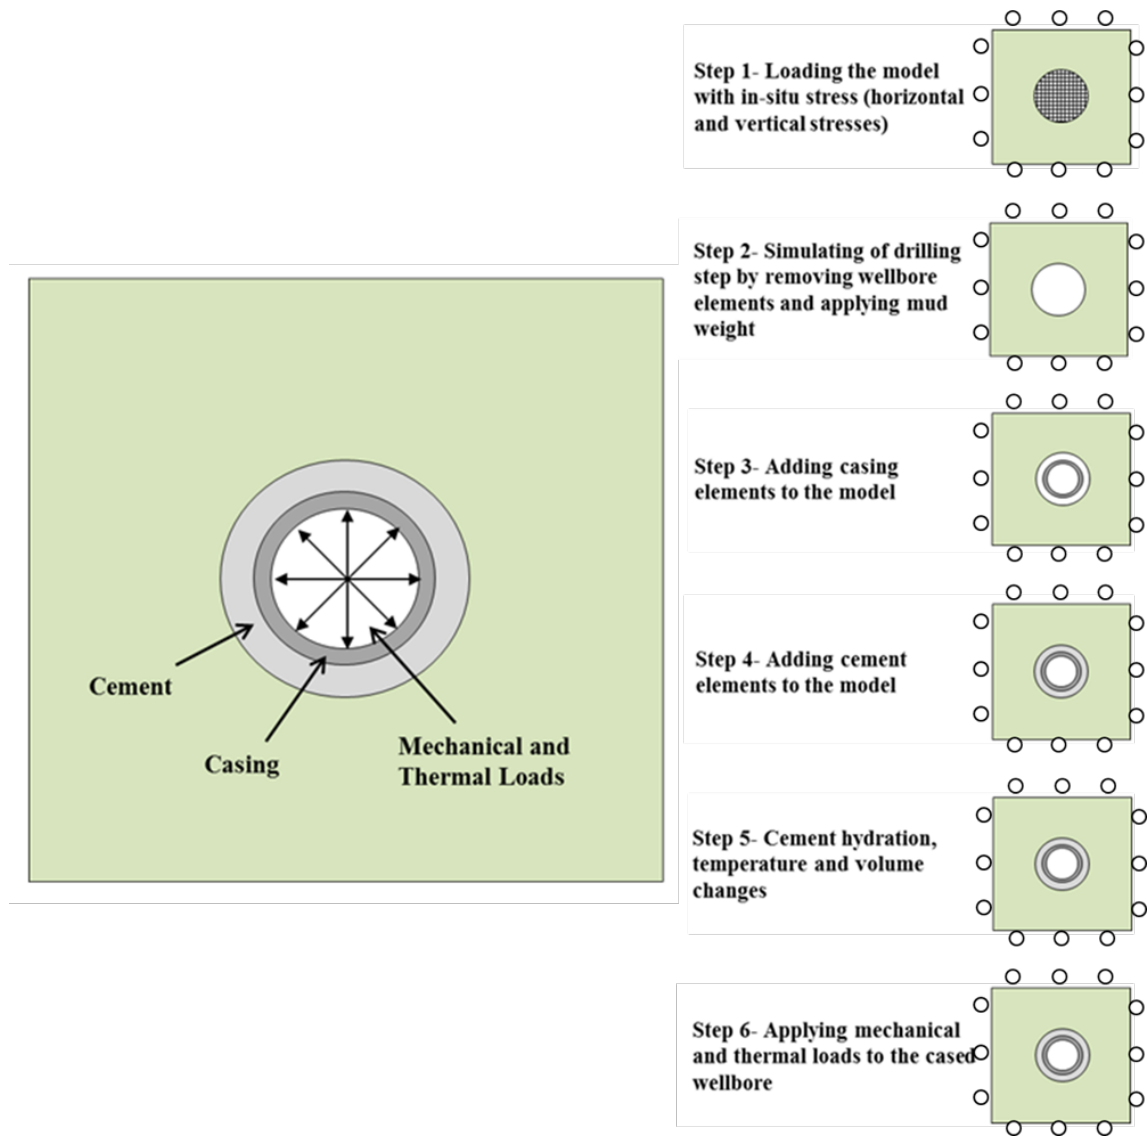 Cement
Casing
Mechanical and
Thermal Loads
Step 1- Loading the model
with in-situ stress (horizontal
and vertical stresses)
Step 2- Simulating of drilling
step by removing wellbore
elements and applying mud
weight
Step 3- Adding casing
elements to the model
Step 4- Adding cement
elements to the model
Step 5- Cement hydration,
temperature and volume
changes
Step 6- Applying mechanical
and thermal loads to the cased
wellbore